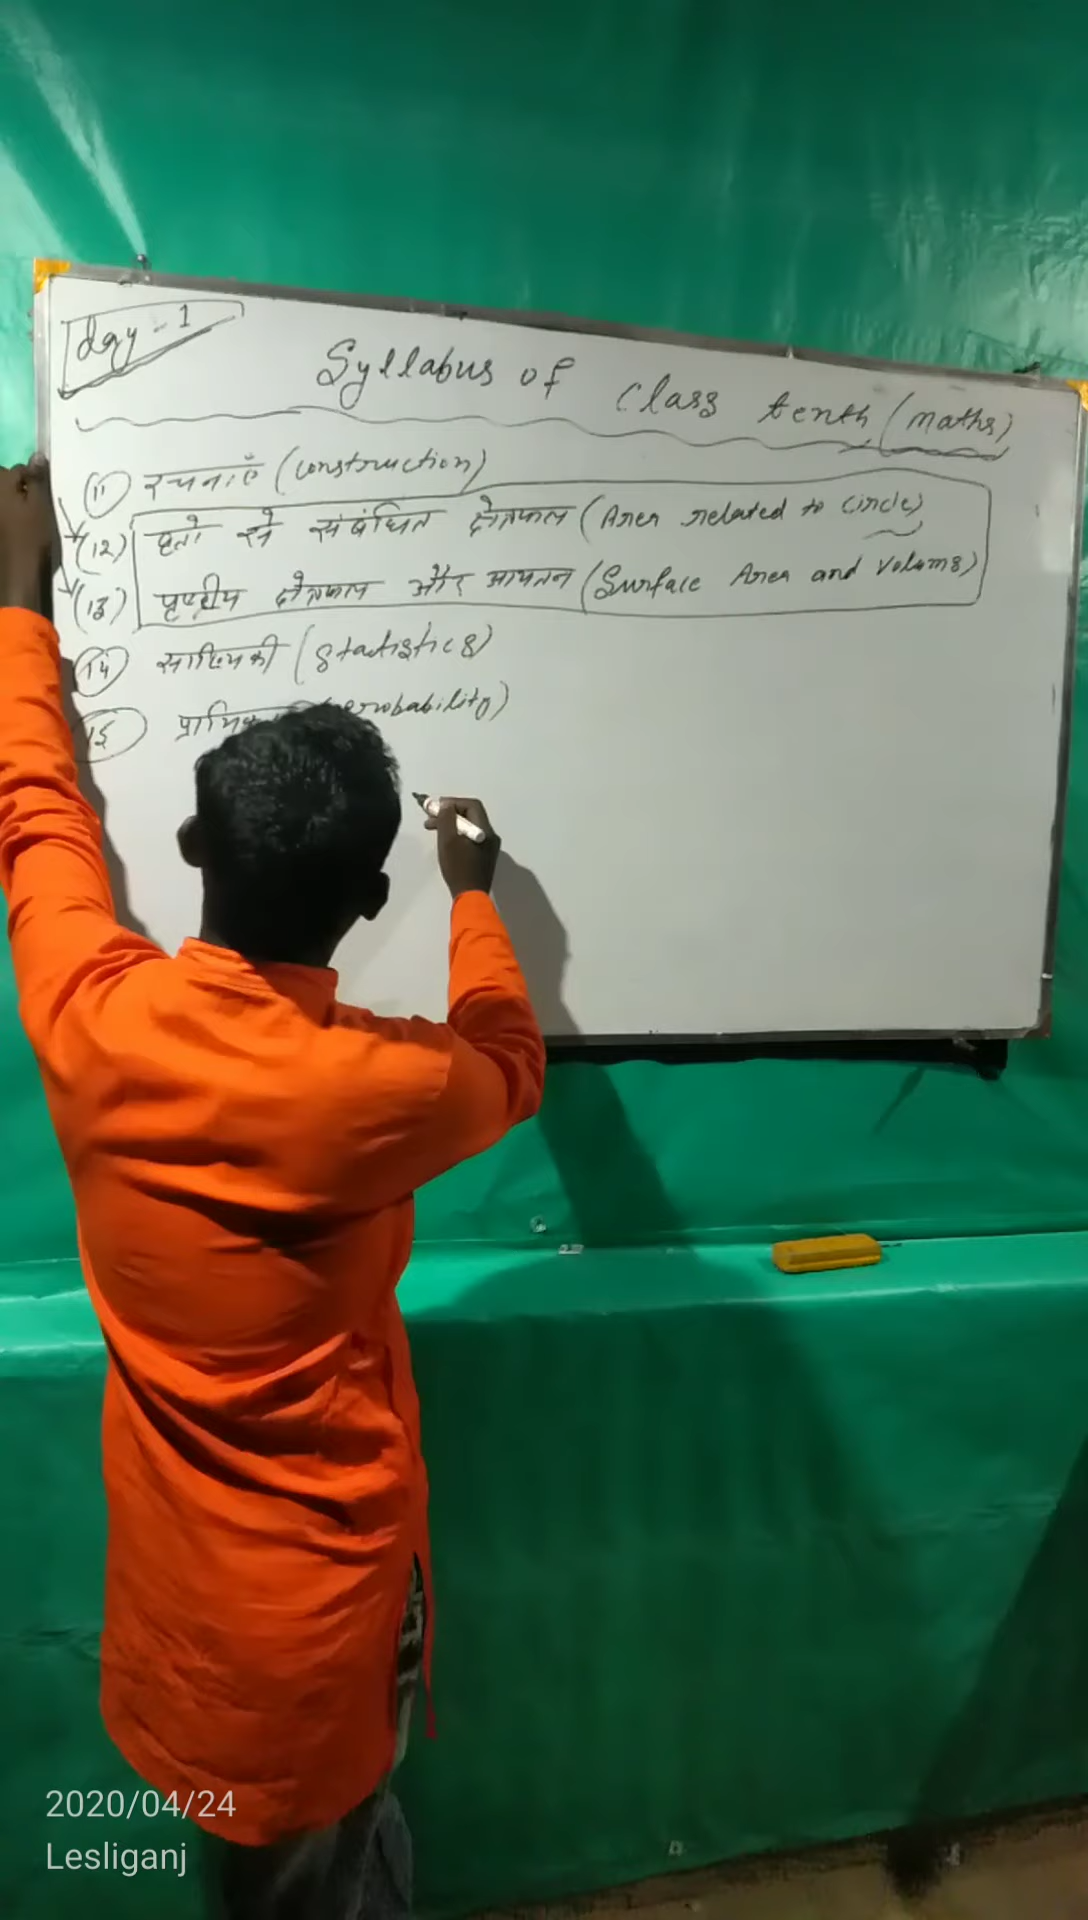 day - 1
Syllabus of Class tenth (maths)
(11) रचनाएँ (construction)
(12) वृतो से संबंधित क्षेत्रफल (Area related to circle)
(13) पृष्ठीय क्षेत्रफल और आयतन (Surface Area and Volume)
(14) सांख्यिकी (Statistics)
(15) probability)
2020/04/24
Lesliganj